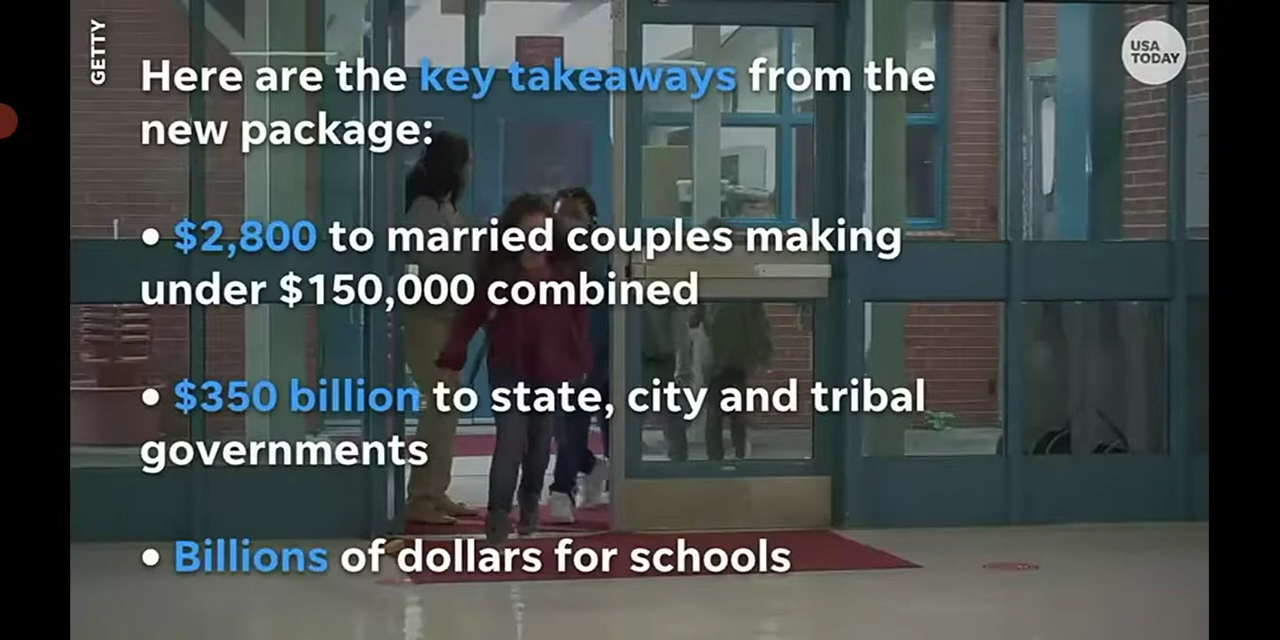 GETTY
USA
TODAY
Here are the key takeaways from the
new package:
• $2,800 to married couples making
under $150,000 combined
• $350 billion to state, city and tribal
governments
• Billions of dollars for schools